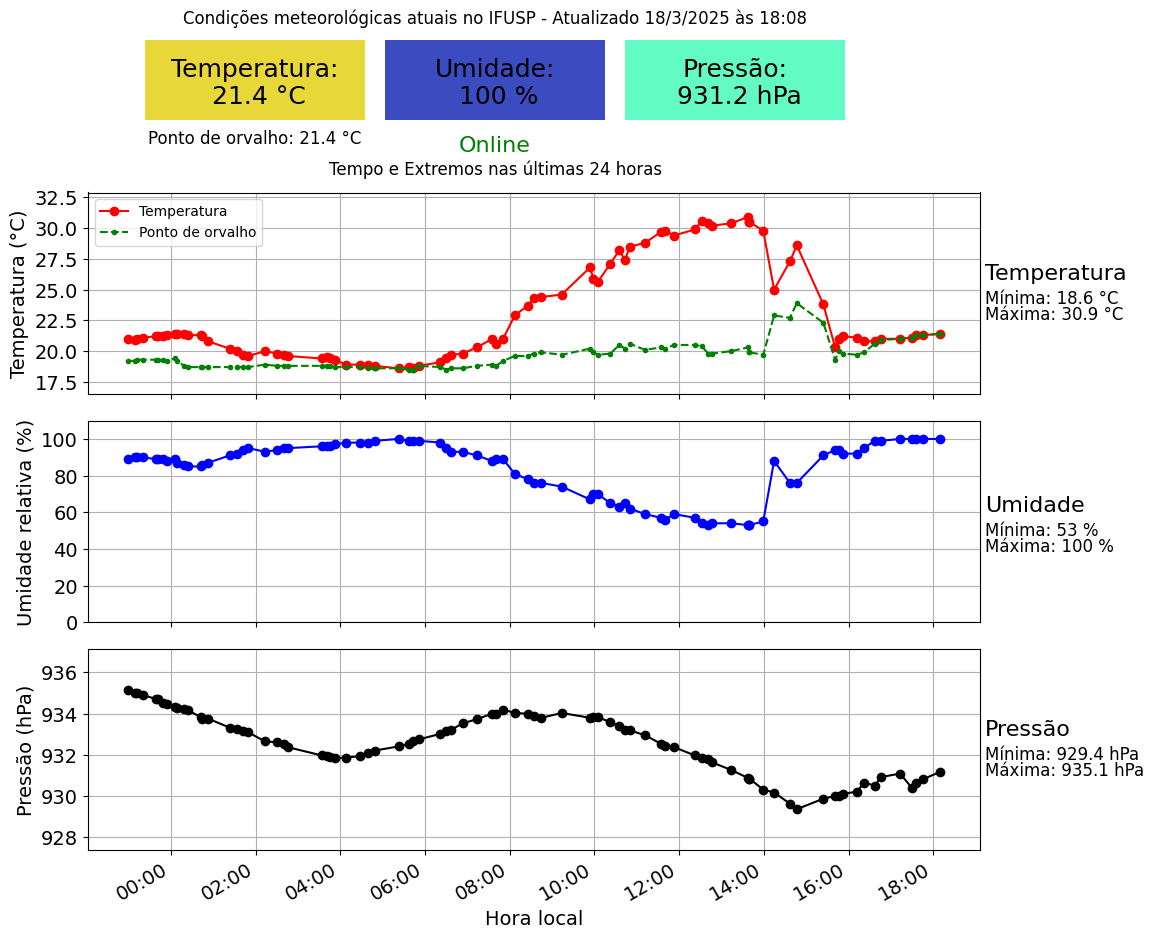 Condições meteorológicas atuais no IFUSP - Atualizado 18/3/2025 às 18:08
Temperatura:
21.4 °C
Umidade:
100 %
Pressão:
931.2 hPa
Ponto de orvalho: 21.4 °C
Online
Tempo e Extremos nas últimas 24 horas
Temperatura (°C)
32.5
30.0
27.5
25.0
22.5
20.0
17.5
Temperatura
Ponto de orvalho
Temperatura
Mínima: 18.6 °C
Máxima: 30.9 °C
Umidade relativa (%)
100
80
60
40
20
0
Umidade
Mínima: 53 %
Máxima: 100 %
Pressão (hPa)
936
934
932
930
928
Pressão
Mínima: 929.4 hPa
Máxima: 935.1 hPa
00:00
02:00
04:00
06:00
08:00
10:00
12:00
14:00
16:00
18:00
Hora local